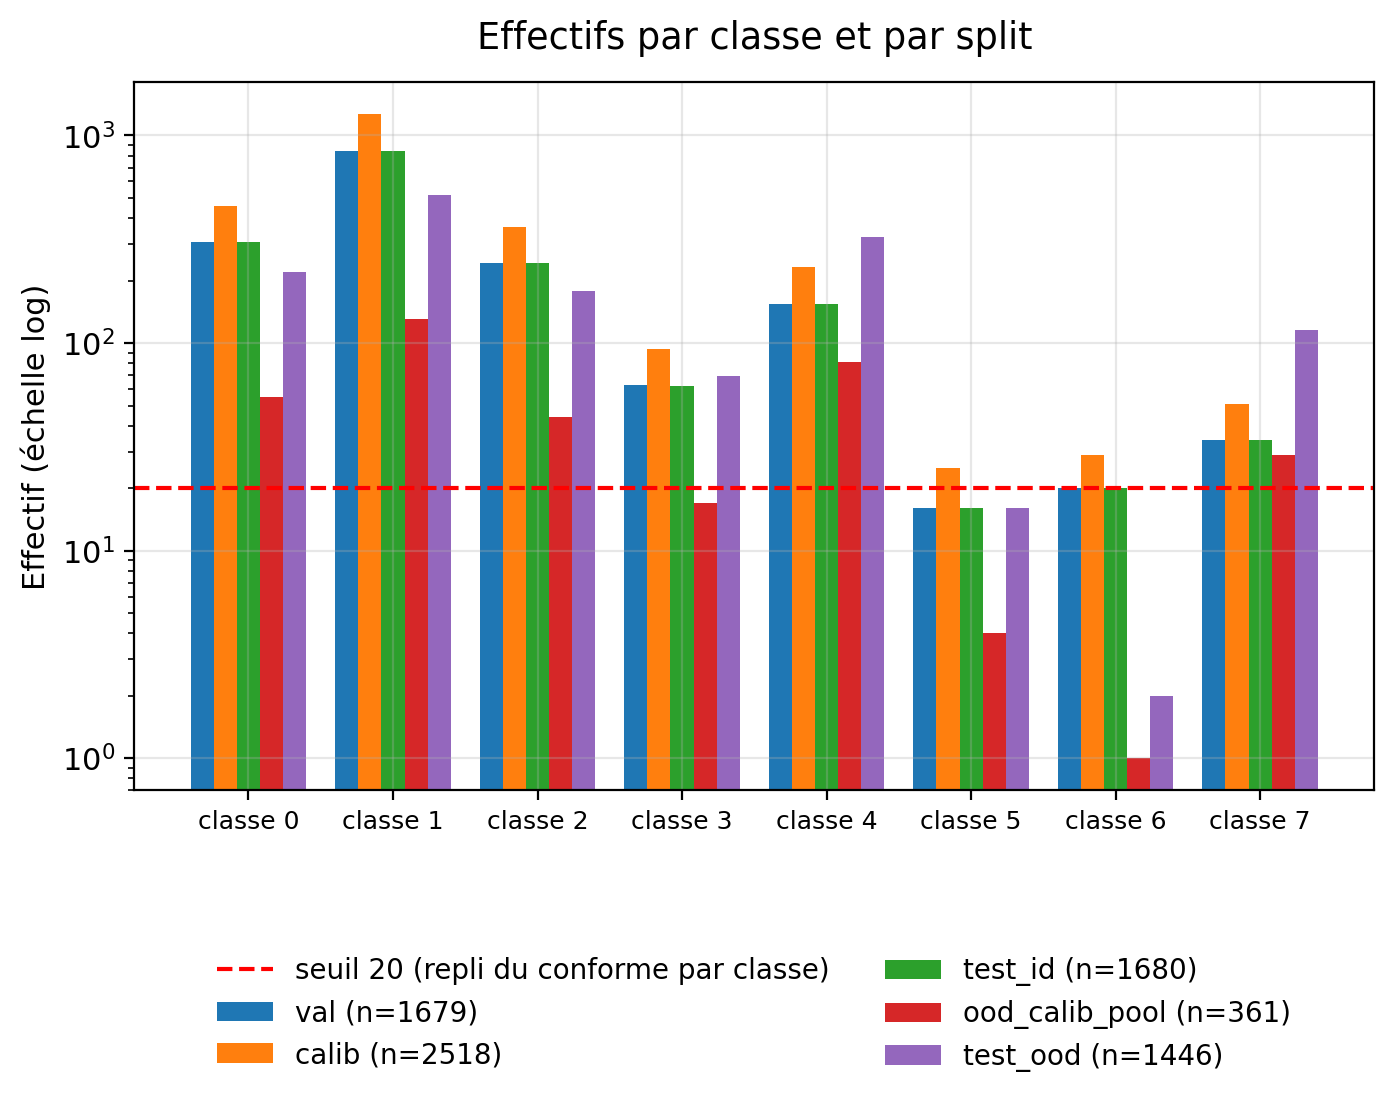 Effectifs par classe et par split
Effectif (échelle log)
10³
10²
10¹
10⁰
classe 0 classe 1 classe 2 classe 3 classe 4 classe 5 classe 6 classe 7
seuil 20 (repli du conforme par classe)
val (n=1679)
calib (n=2518)
test_id (n=1680)
ood_calib_pool (n=361)
test_ood (n=1446)